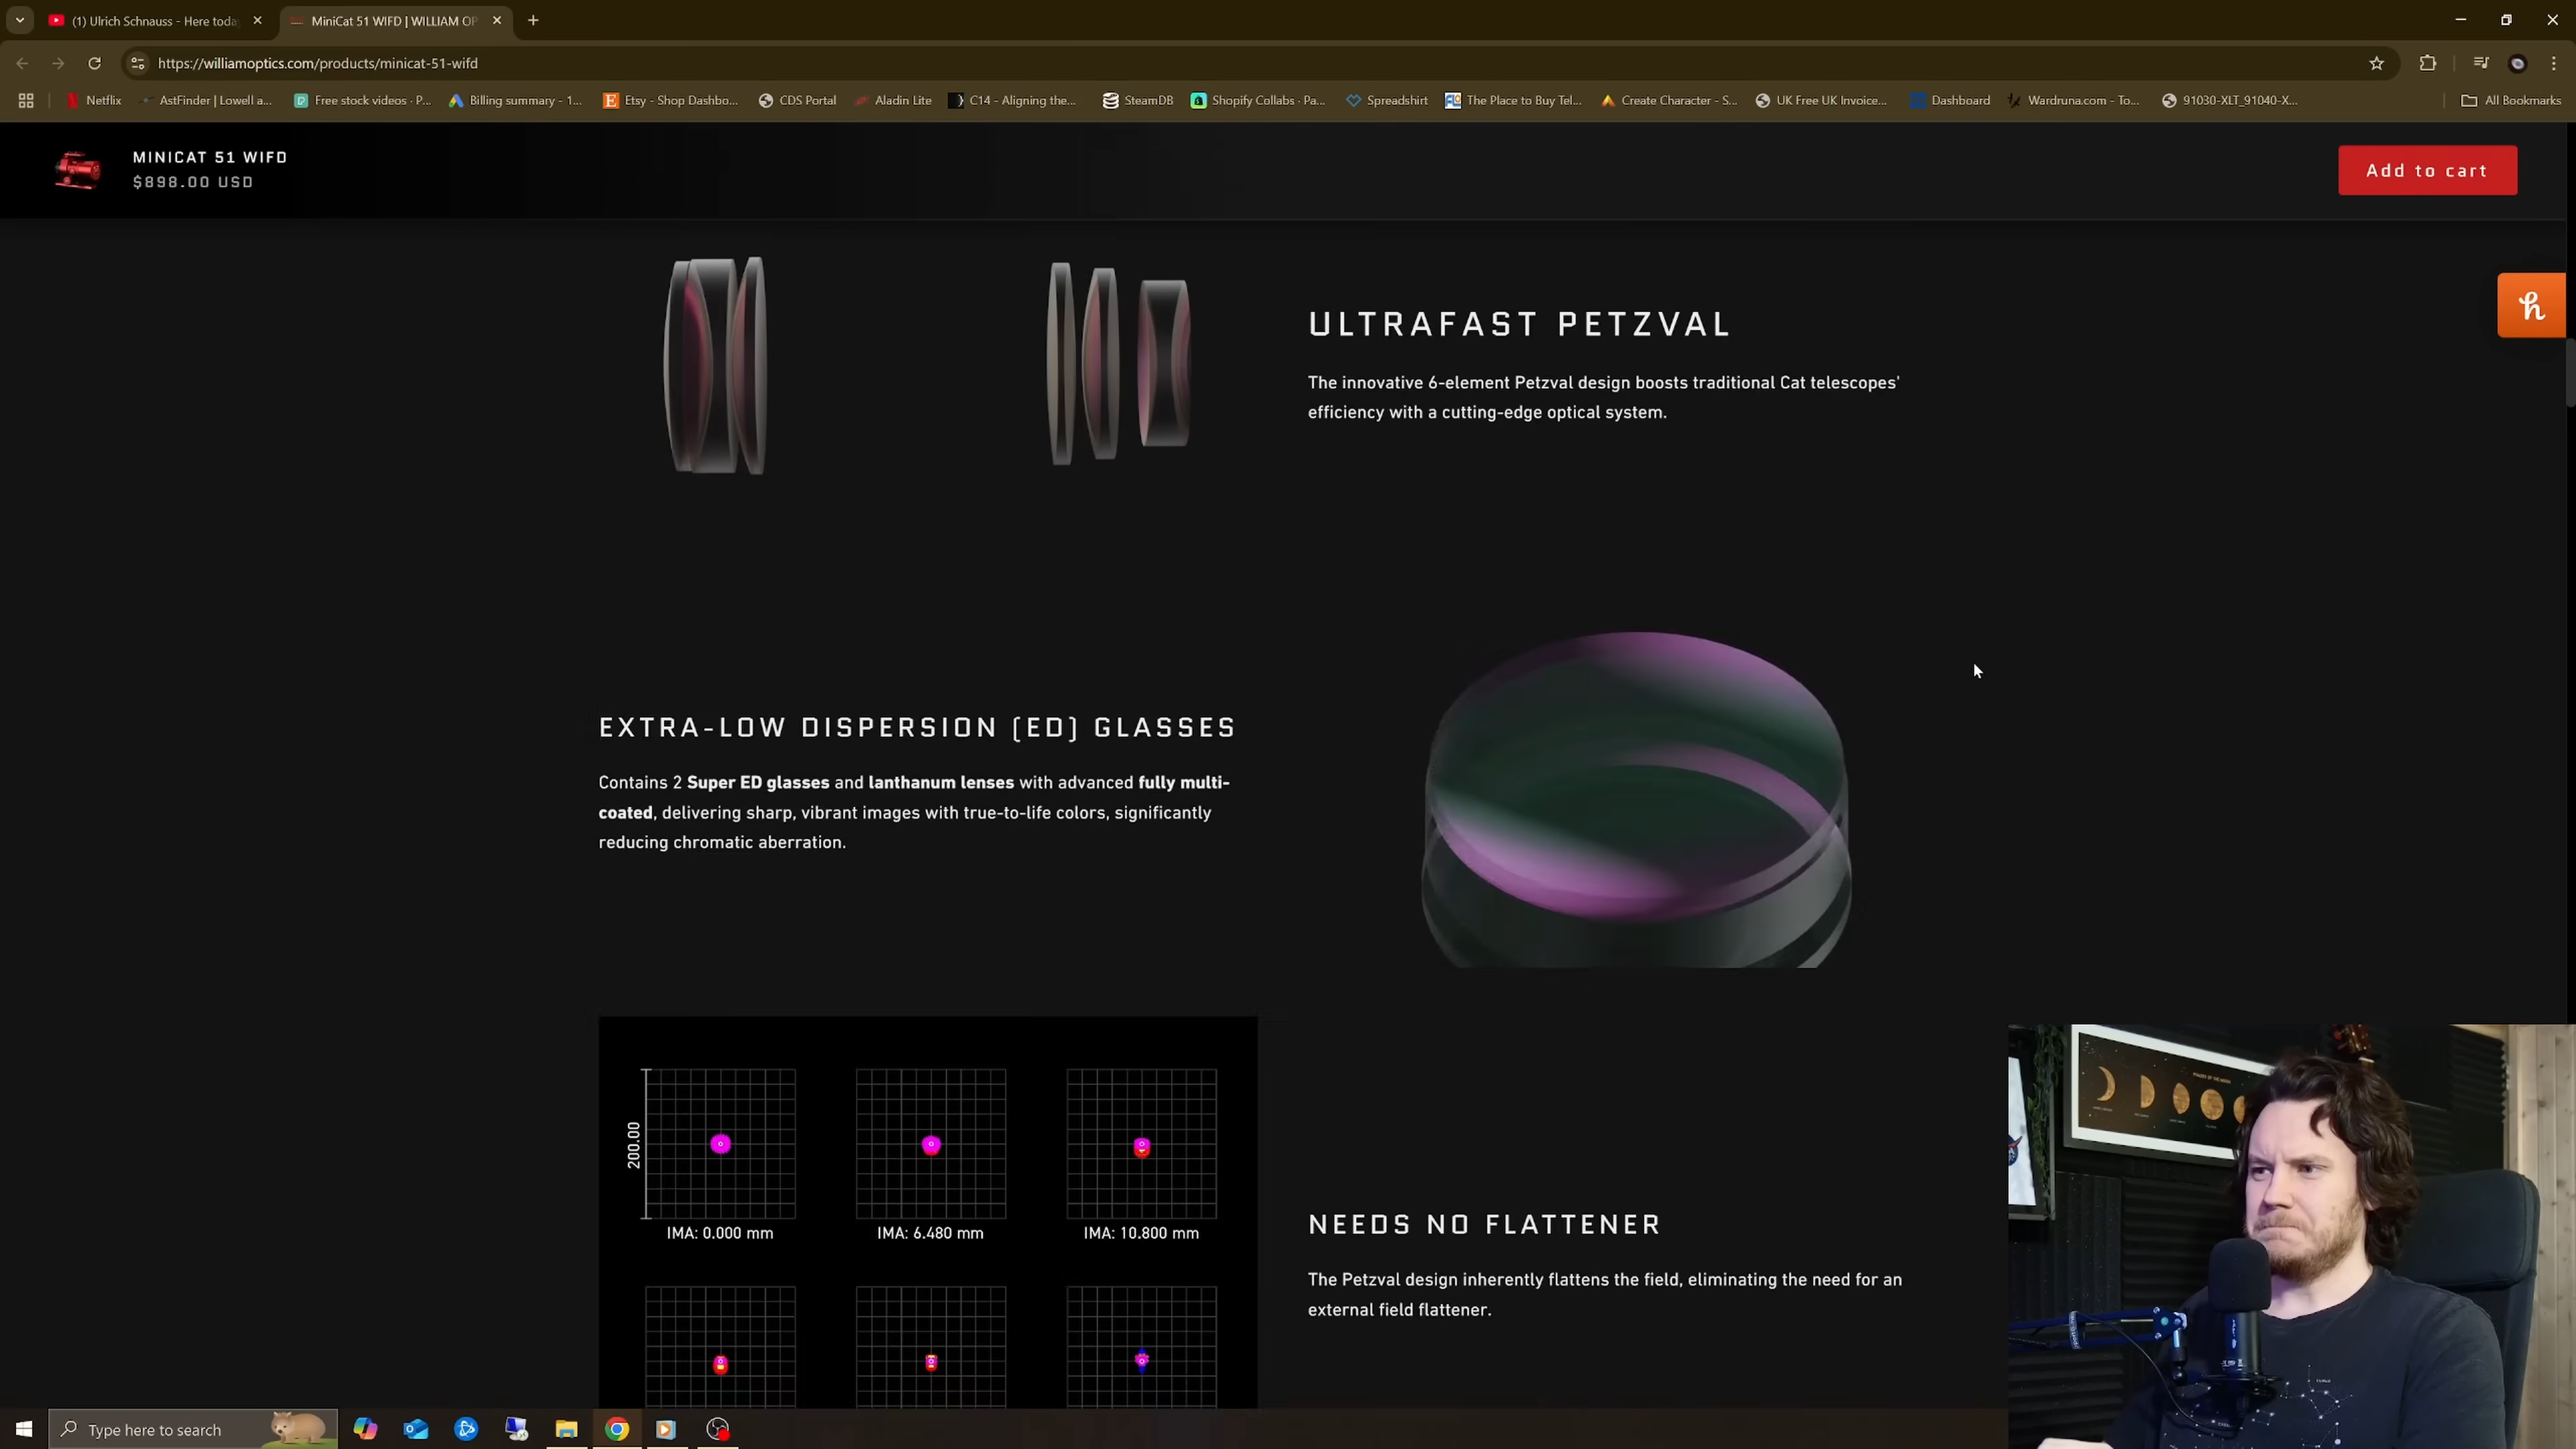 (1) Ulrich Schnauss - Here toda
MiniCat 51 WIFD | WILLIAM OP
https://williamoptics.com/products/minicat-51-wifd
Netflix
AstFinder | Lowell a...
Free stock videos · P...
Billing summary - 1...
Etsy - Shop Dashbo...
CDS Portal
Aladin Lite
C14 - Aligning the...
SteamDB
Shopify Collabs · Pa...
Spreadshirt
The Place to Buy Tel...
Create Character - S...
UK Free UK Invoice...
Dashboard
Wardruna.com - To...
91030-XLT_91040-X...
All Bookmarks
MINICAT 51 WIFD
$898.00 USD
Add to cart
h
ULTRAFAST PETZVAL
The innovative 6-element Petzval design boosts traditional Cat telescopes'
efficiency with a cutting-edge optical system.
EXTRA-LOW DISPERSION (ED) GLASSES
Contains 2 Super ED glasses and lanthanum lenses with advanced fully multi-
coated, delivering sharp, vibrant images with true-to-life colors, significantly
reducing chromatic aberration.
200.00
IMA: 0.000 mm
IMA: 6.480 mm
IMA: 10.800 mm
NEEDS NO FLATTENER
The Petzval design inherently flattens the field, eliminating the need for an
external field flattener.
Type here to search